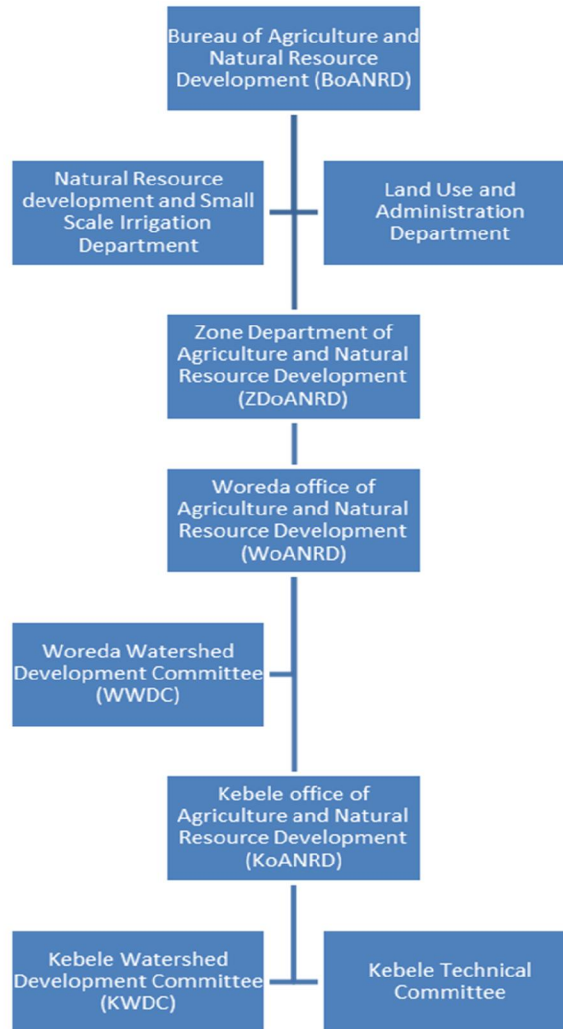 Bureau of Agriculture and
Natural Resource
Development (BoANRD)
Natural Resource
development and Small
Scale Irrigation
Department
Land Use and
Administration
Department
Zone Department of
Agriculture and Natural
Resource Development
(ZDoANRD)
Woreda office of
Agriculture and Natural
Resource Development
(WoANRD)
Woreda Watershed
Development Committee
(WWDC)
Kebele office of
Agriculture and Natural
Resource Development
(KoANRD)
Kebele Watershed
Development Committee
(KWDC)
Kebele Technical
Committee